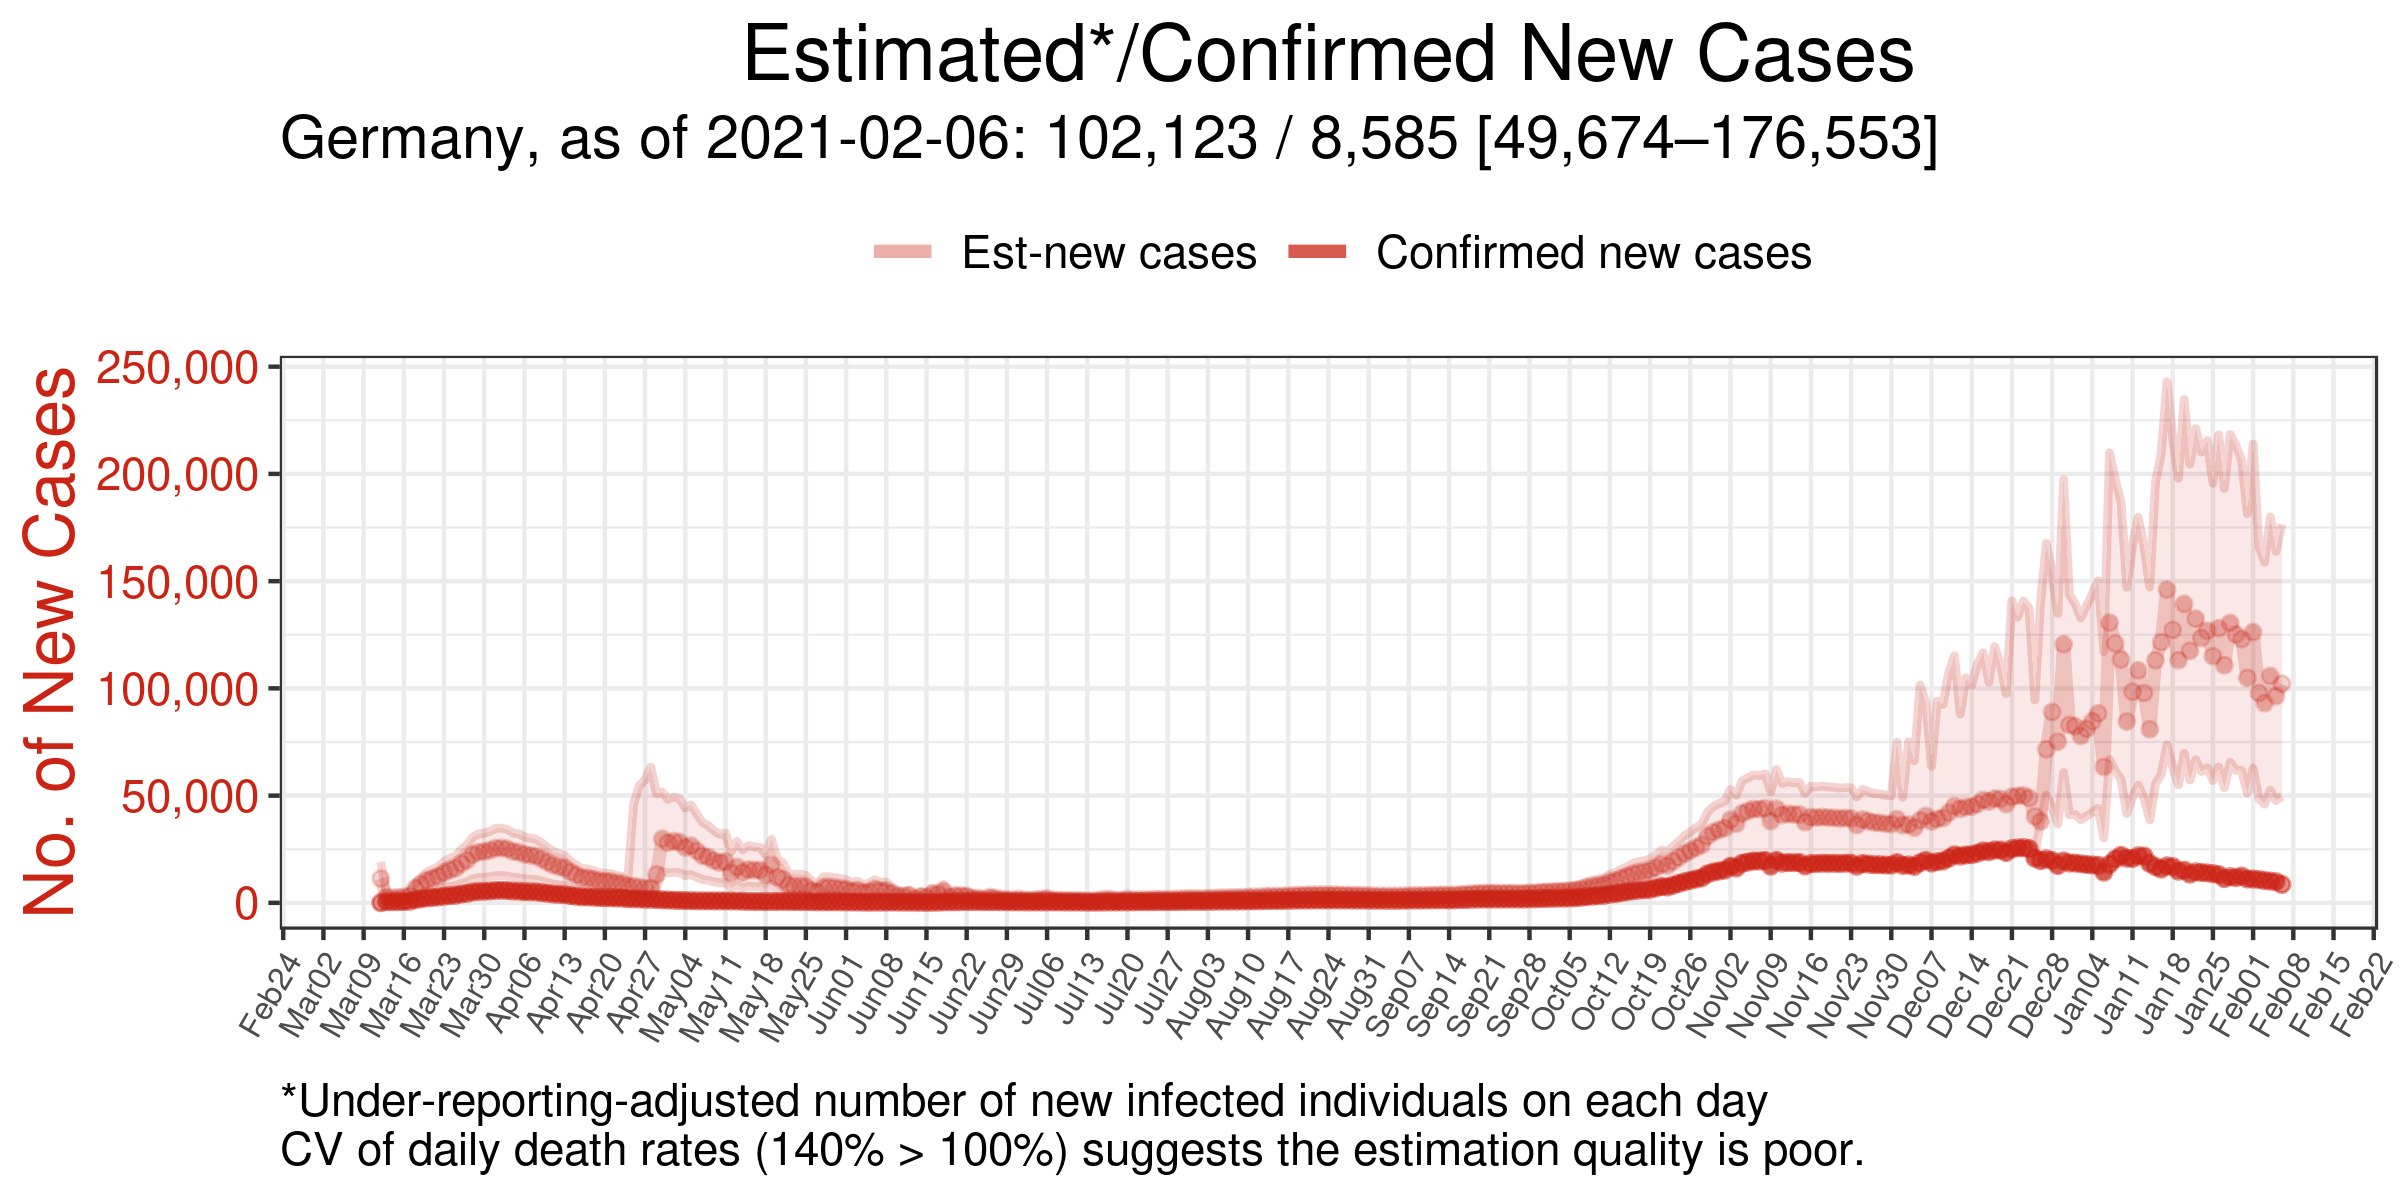 Estimated*/Confirmed New Cases
Germany, as of 2021-02-06: 102,123 / 8,585 [49,674–176,553]
Est-new cases
Confirmed new cases
No. of New Cases
250,000
200,000
150,000
100,000
50,000
0
Feb24
Mar02
Mar09
Mar16
Mar23
Mar30
Apr06
Apr13
Apr20
Apr27
May04
May11
May18
May25
Jun01
Jun08
Jun15
Jun22
Jun29
Jul06
Jul13
Jul20
Jul27
Aug03
Aug10
Aug17
Aug24
Aug31
Sep07
Sep14
Sep21
Sep28
Oct05
Oct12
Oct19
Oct26
Nov02
Nov09
Nov16
Nov23
Nov30
Dec07
Dec14
Dec21
Dec28
Jan04
Jan11
Jan18
Jan25
Feb01
Feb08
Feb15
Feb22
*Under-reporting-adjusted number of new infected individuals on each day
CV of daily death rates (140% > 100%) suggests the estimation quality is poor.